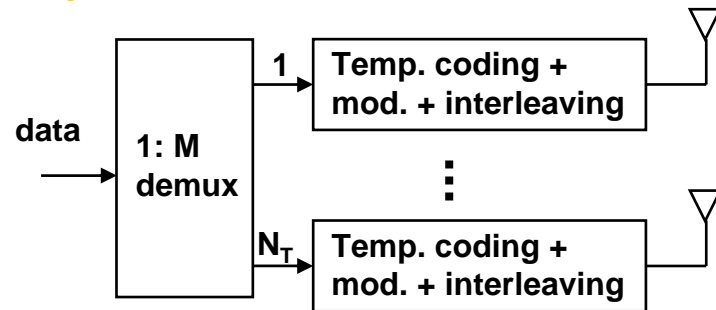 data
1: M
demux
1
Temp. coding +
mod. + interleaving
⋮
N_T
Temp. coding +
mod. + interleaving